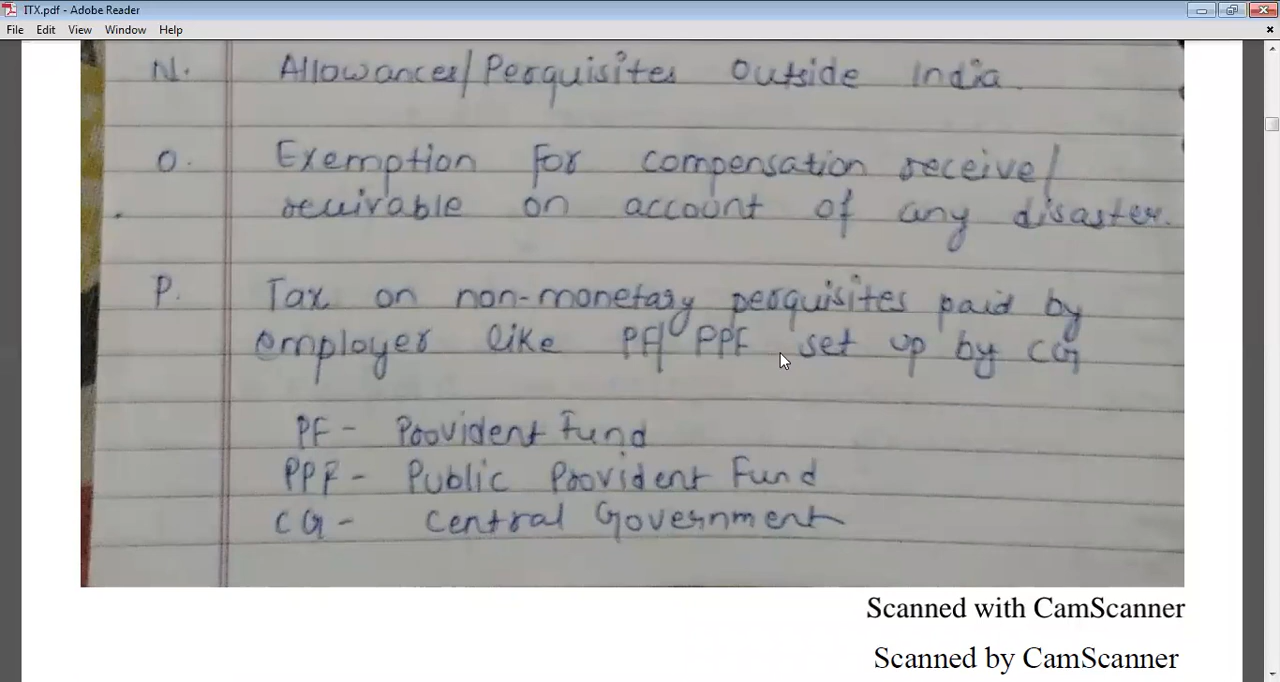 ITX.pdf - Adobe Reader
File Edit View Window Help
N. Allowances/Perquisites Outside India.
O. Exemption for compensation receive/
receivable on account of any disaster.
P. Tax on non-monetary perquisites paid by
employer like PF/ PPF set up by CG
PF - Provident Fund
PPF - Public Provident Fund
CG - Central Government
Scanned with CamScanner
Scanned by CamScanner